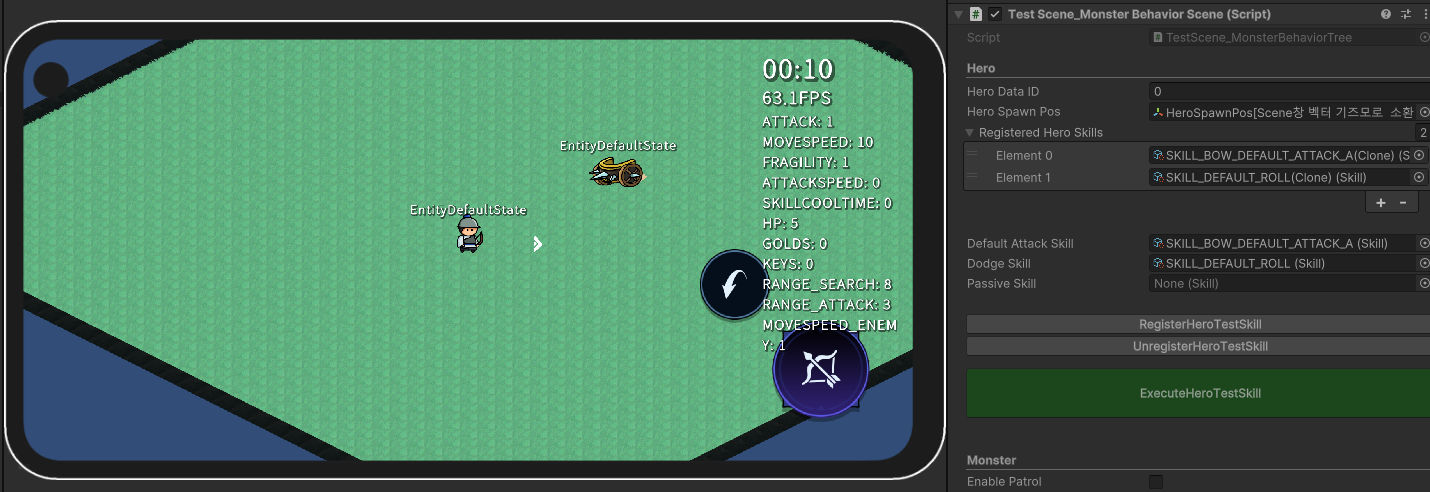 00:10
63.1FPS
ATTACK: 1
MOVESPEED: 10
FRAGILITY: 1
ATTACKSPEED: 0
SKILLCOOLTIME: 0
HP: 5
GOLDS: 0
KEYS: 0
RANGE_SEARCH: 8
RANGE_ATTACK: 3
MOVESPEED_ENEM
Y: 1
EntityDefaultState
EntityDefaultState
Test Scene_Monster Behavior Scene (Script)
Script TestScene_MonsterBehaviorTree
Hero
Hero Data ID 0
Hero Spawn Pos HeroSpawnPos[Scene창 벡터 기즈모로 소환
Registered Hero Skills 2
Element 0 SKILL_BOW_DEFAULT_ATTACK_A(Clone) (S
Element 1 SKILL_DEFAULT_ROLL(Clone) (Skill)
+ -
Default Attack Skill SKILL_BOW_DEFAULT_ATTACK_A (Skill)
Dodge Skill SKILL_DEFAULT_ROLL (Skill)
Passive Skill None (Skill)
RegisterHeroTestSkill
UnregisterHeroTestSkill
ExecuteHeroTestSkill
Monster
Enable Patrol